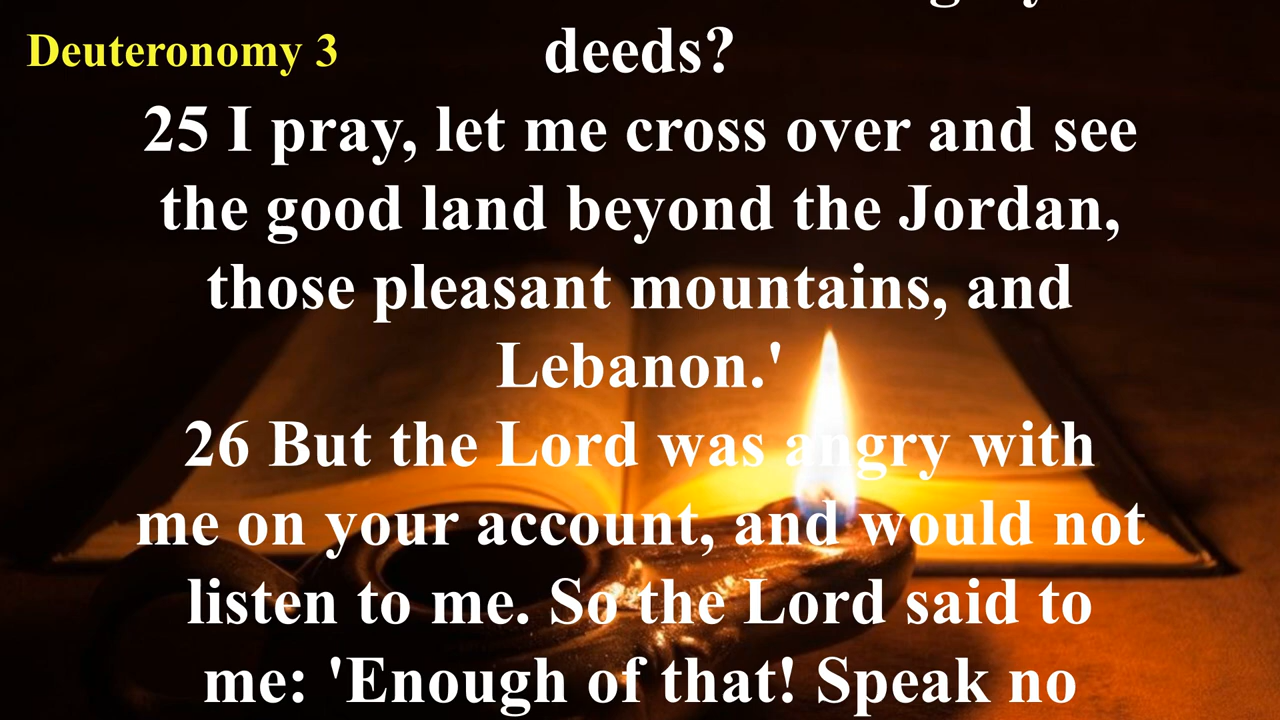 Deuteronomy 3
deeds?
25 I pray, let me cross over and see
the good land beyond the Jordan,
those pleasant mountains, and
Lebanon.'
26 But the Lord was angry with
me on your account, and would not
listen to me. So the Lord said to
me: 'Enough of that! Speak no